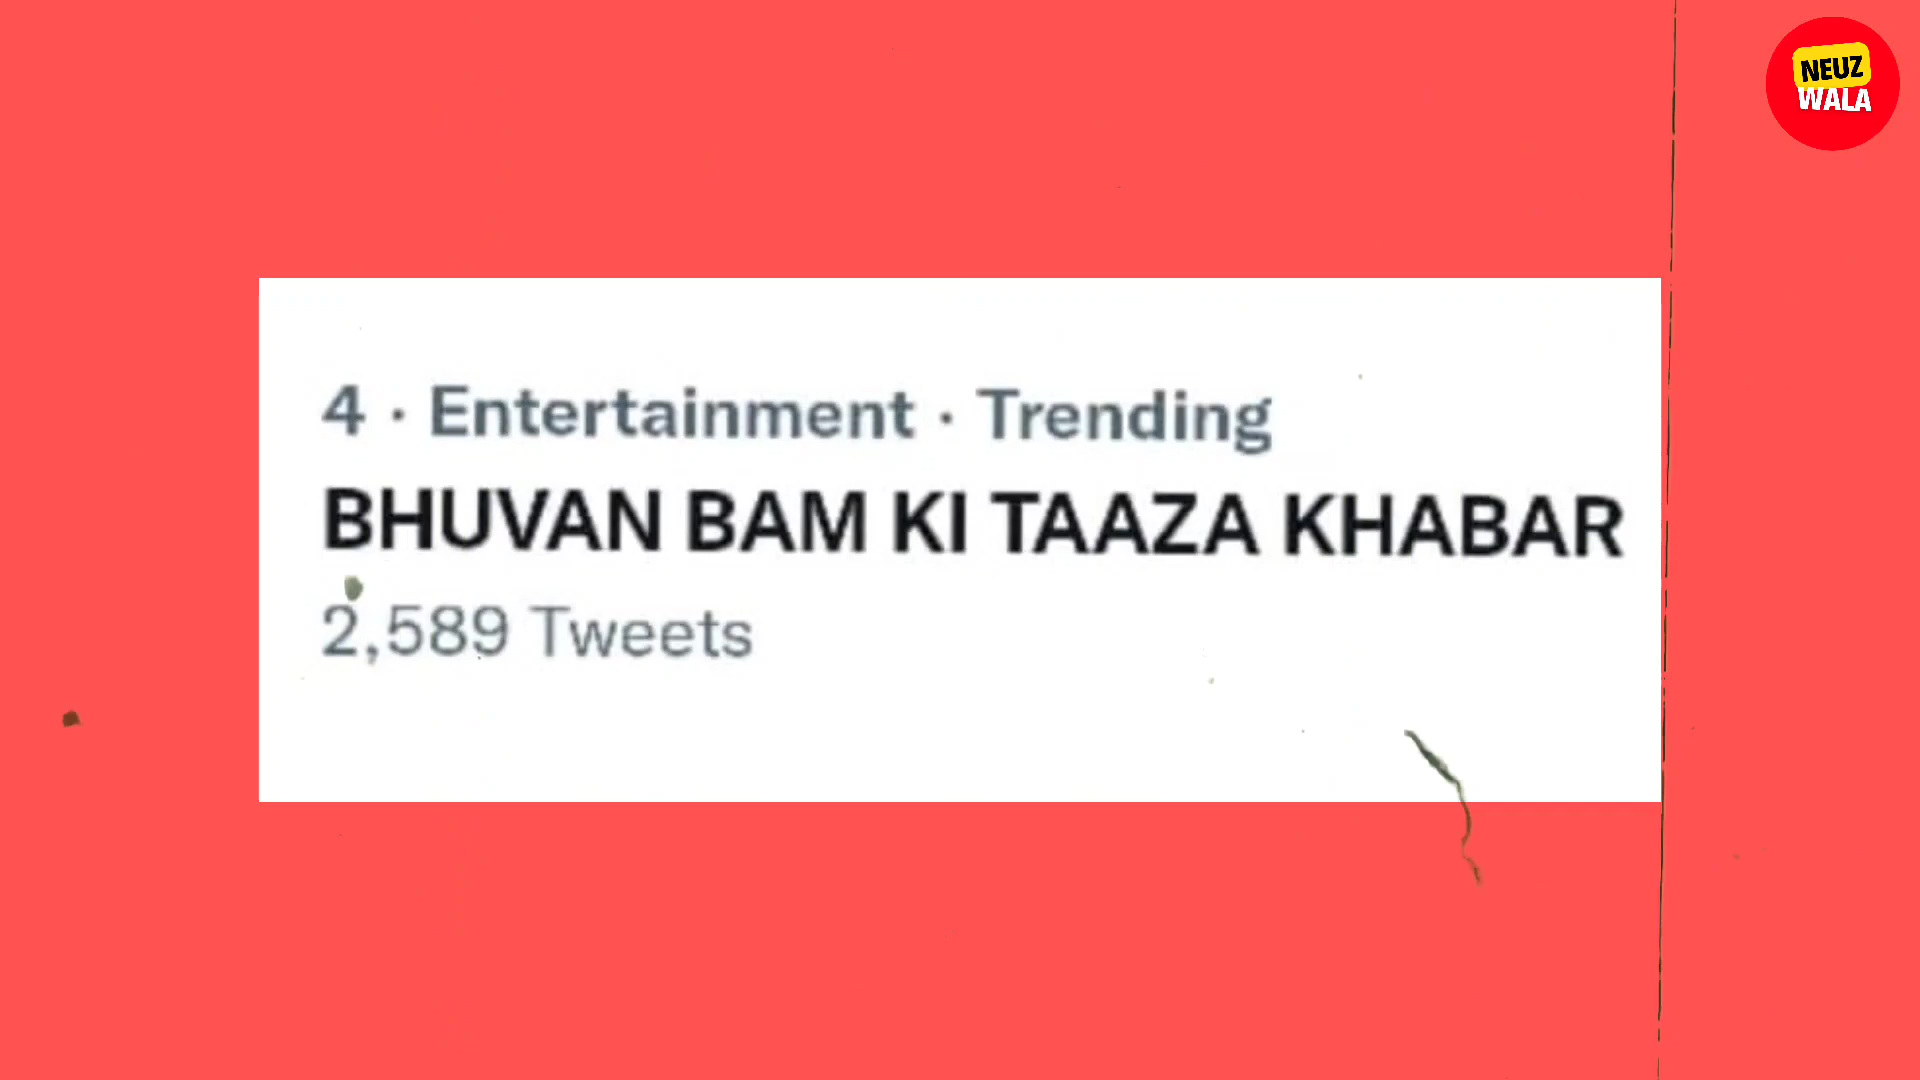 NEUZ
WALA
4 · Entertainment · Trending
BHUVAN BAM KI TAAZA KHABAR
2,589 Tweets